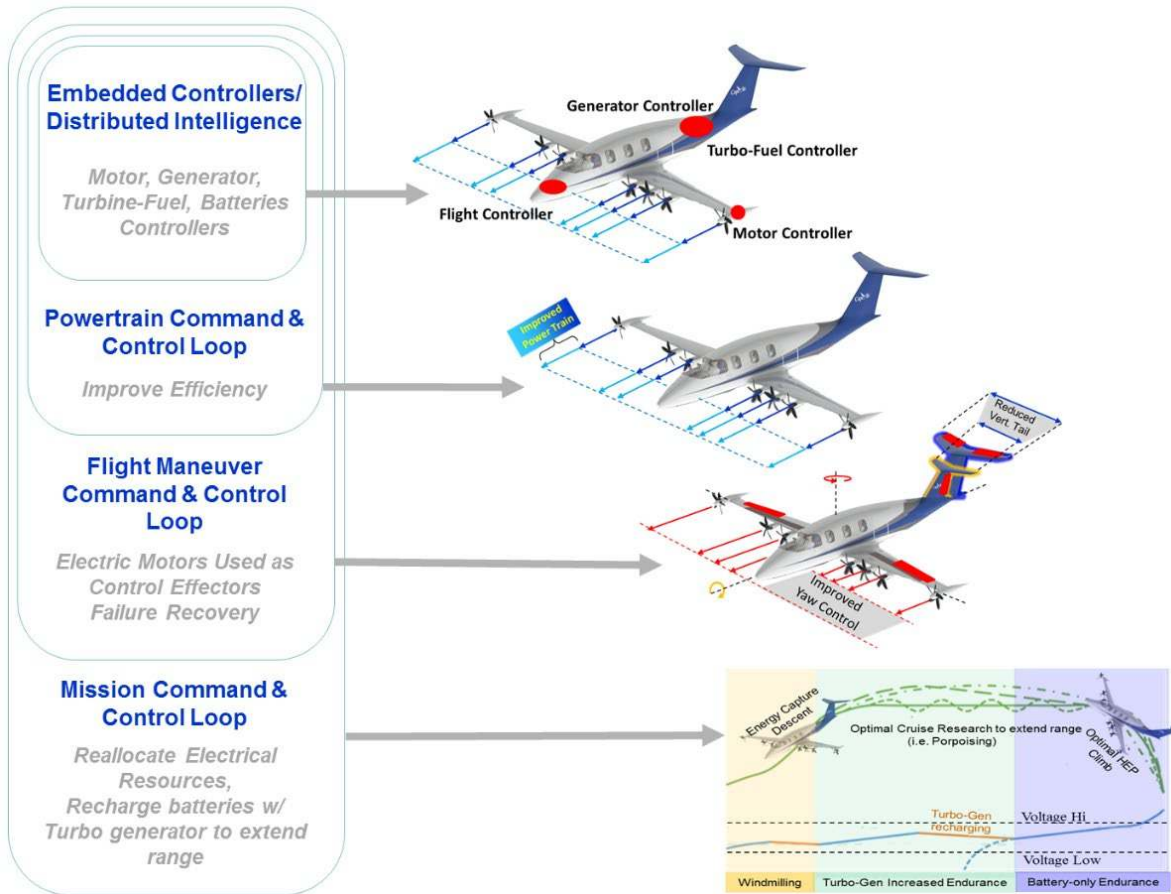 Embedded Controllers/
Distributed Intelligence
Motor, Generator,
Turbine-Fuel, Batteries
Controllers
Generator Controller
Turbo-Fuel Controller
Flight Controller
Motor Controller
Powertrain Command &
Control Loop
Improve Efficiency
Improved
Power Train
Flight Maneuver
Command & Control
Loop
Electric Motors Used as
Control Effectors
Failure Recovery
Reduced
Vert. Tail
Improved
Yaw Control
Mission Command &
Control Loop
Reallocate Electrical
Resources,
Recharge batteries w/
Turbo generator to extend
range
Energy Capture
Descent
Optimal Cruise Research to extend range
(i.e. Porpoising)
Optimal HEP
Climb
Turbo-Gen
recharging
Voltage Hi
Voltage Low
Windmilling
Turbo-Gen Increased Endurance
Battery-only Endurance